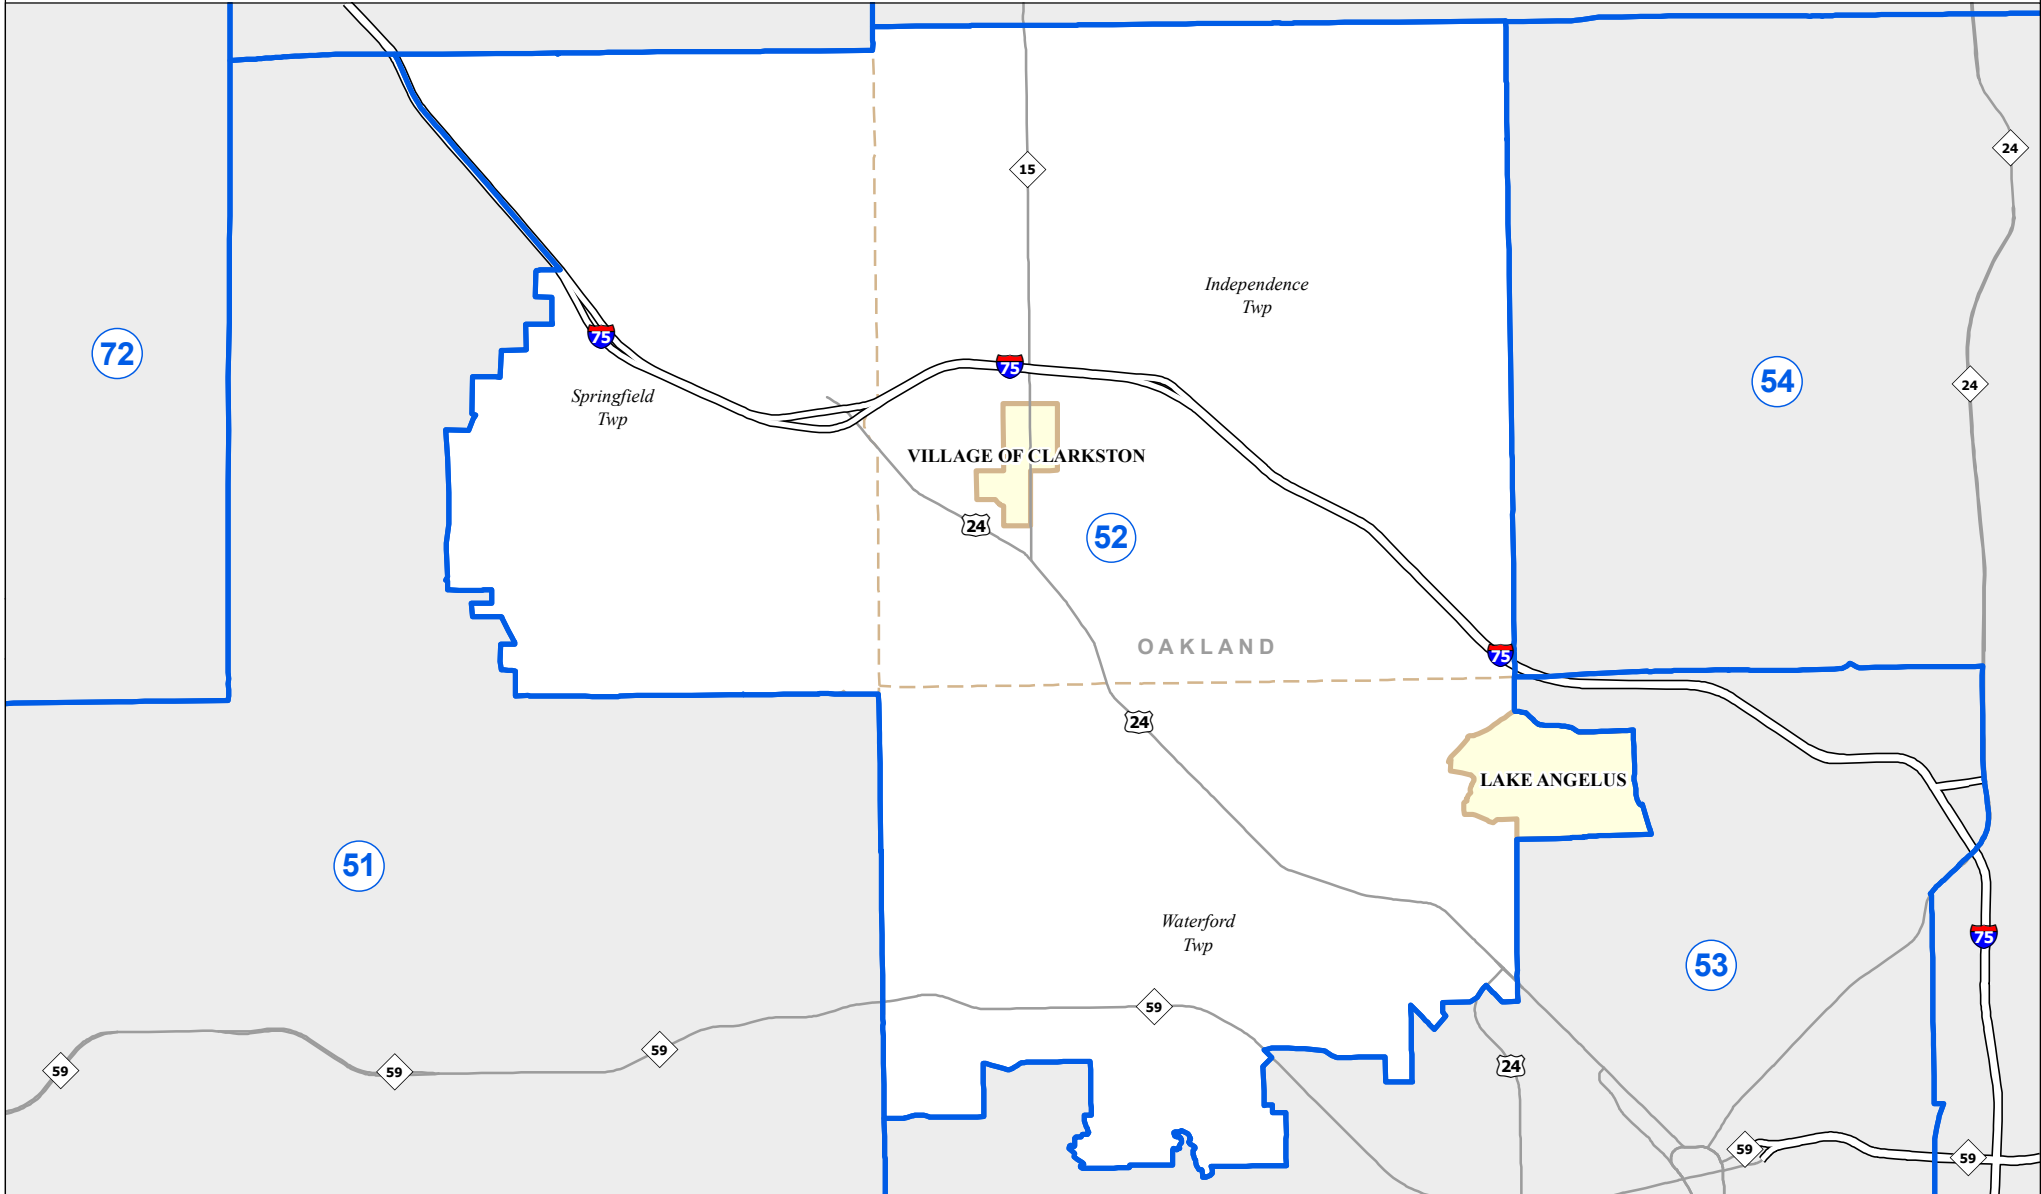 24
15
Independence
Twp
75
72
75
54
24
Springfield
Twp
VILLAGE OF CLARKSTON
24
52
OAKLAND
75
24
LAKE ANGELUS
51
Waterford
Twp
75
53
59
59
24
59
59
59
59